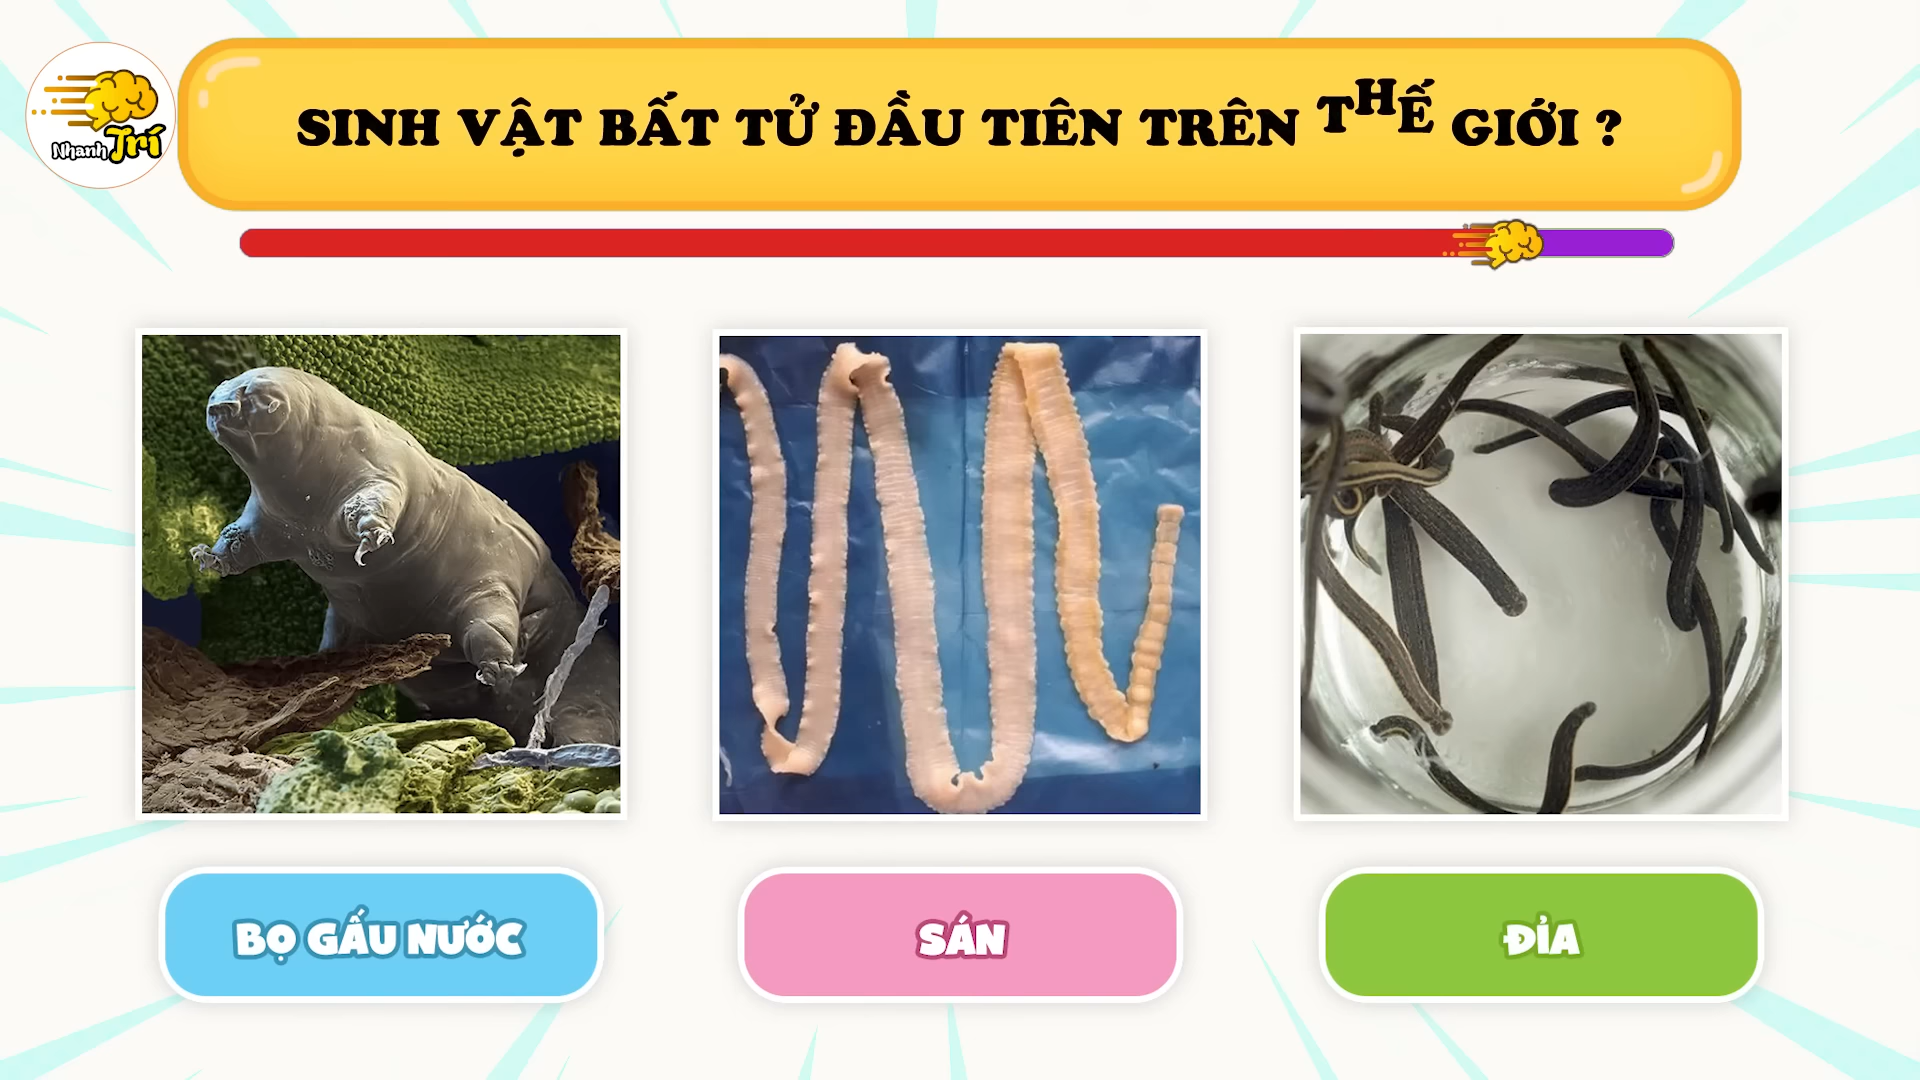 Nhanh Trí
SINH VẬT BẤT TỬ ĐẦU TIÊN TRÊN THẾ GIỚI ?
BỌ GẤU NƯỚC
SÁN
ĐỈA